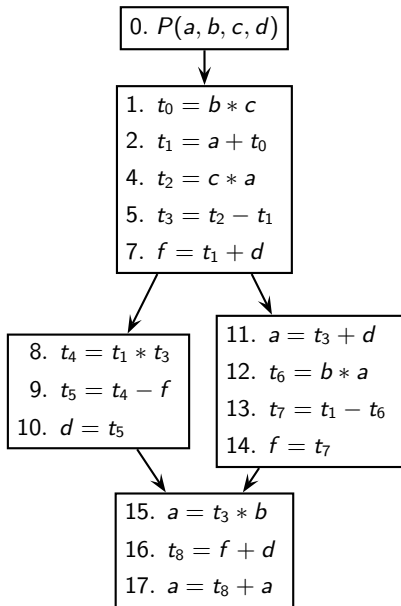 0. P(a, b, c, d)
1. t₀ = b * c
2. t₁ = a + t₀
4. t₂ = c * a
5. t₃ = t₂ − t₁
7. f = t₁ + d
8. t₄ = t₁ * t₃
9. t₅ = t₄ − f
10. d = t₅
11. a = t₃ + d
12. t₆ = b * a
13. t₇ = t₁ − t₆
14. f = t₇
15. a = t₃ * b
16. t₈ = f + d
17. a = t₈ + a